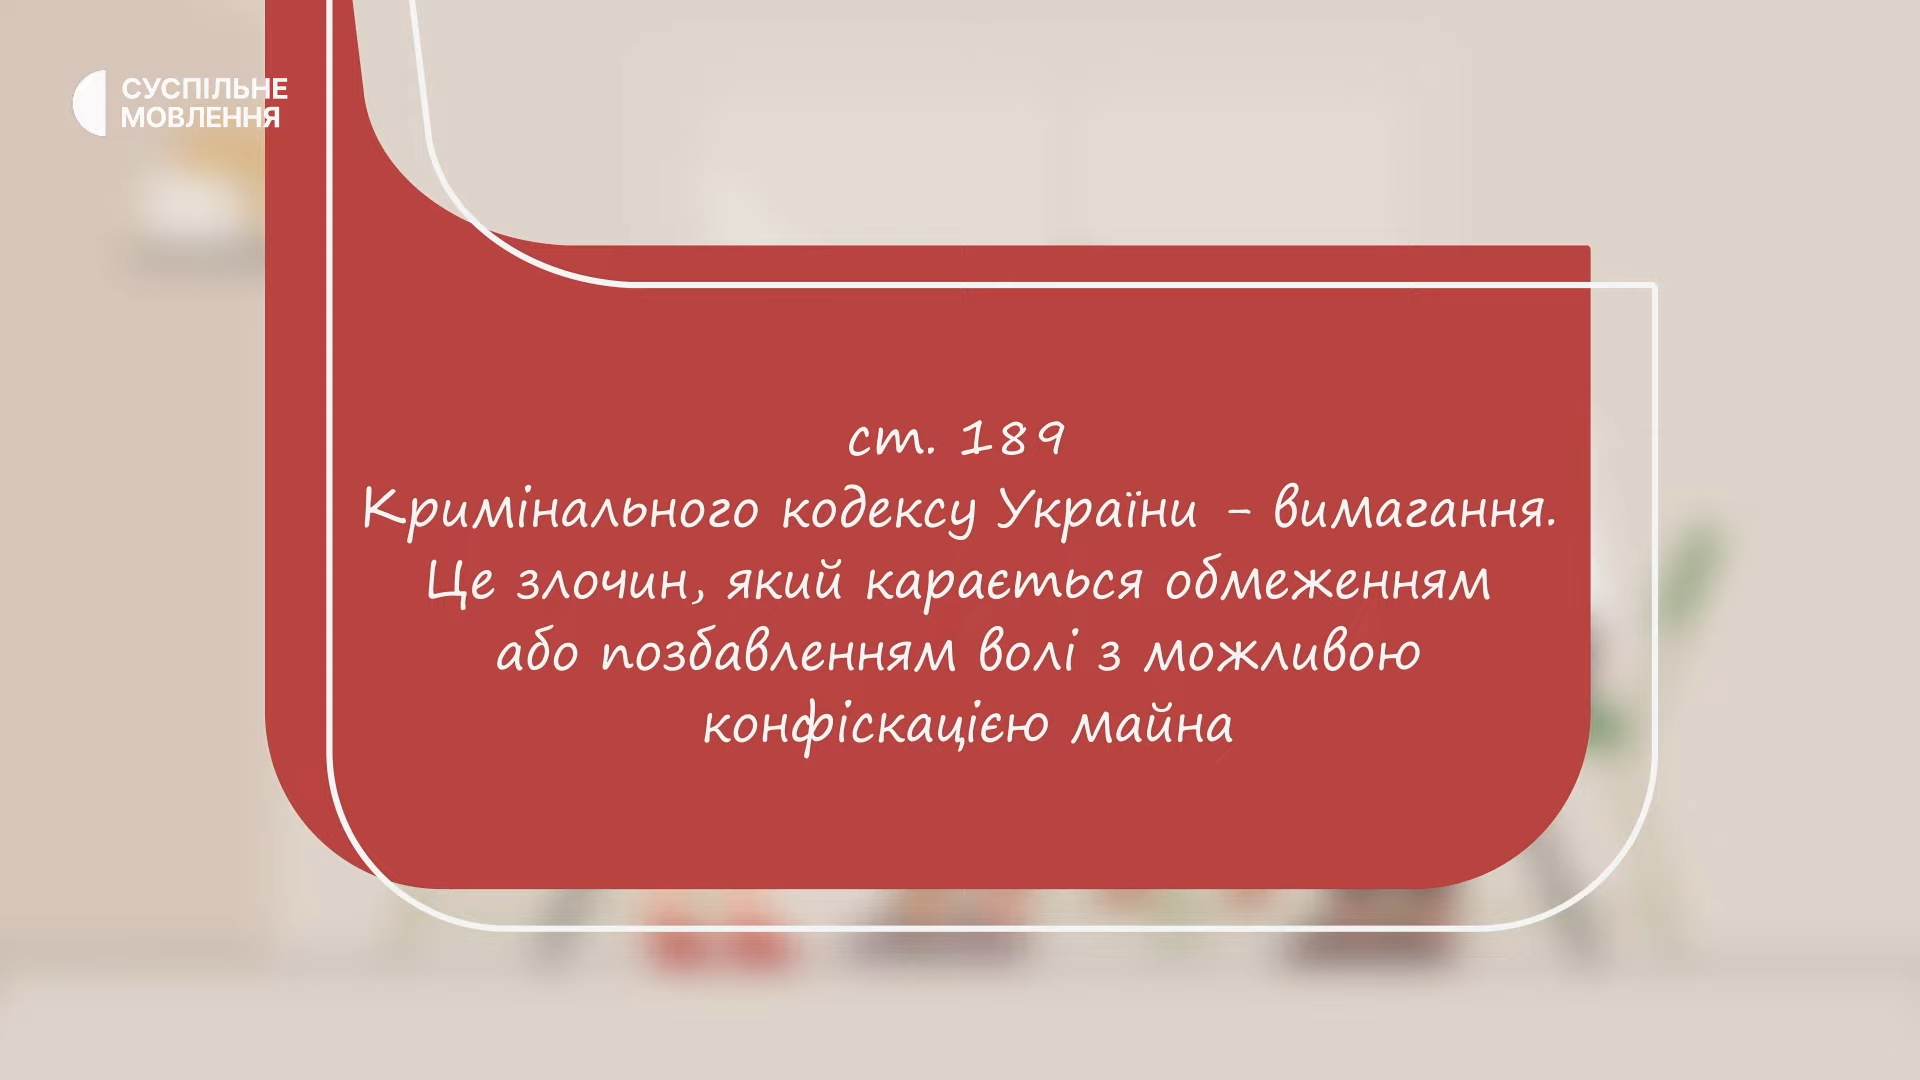 СУСПІЛЬНЕ
МОВЛЕННЯ
ст. 189
Кримінального кодексу України - вимагання.
Це злочин, який карається обмеженням
або позбавленням волі з можливою
конфіскацією майна